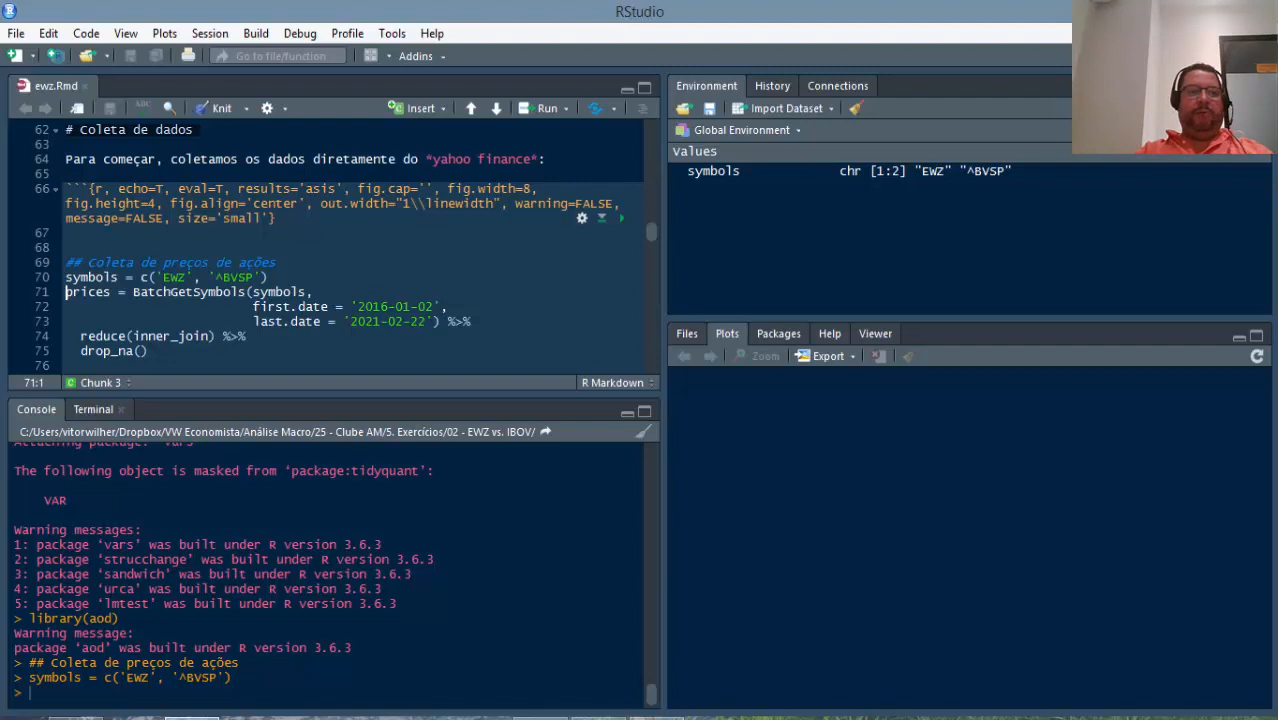 RStudio
File Edit Code View Plots Session Build Debug Profile Tools Help
Go to file/function Addins
ewz.Rmd
Knit Insert Run
62 # Coleta de dados
63
64 Para começar, coletamos os dados diretamente do *yahoo finance*:
65
66 ```{r, echo=T, eval=T, results='asis', fig.cap='', fig.width=8,
fig.height=4, fig.align='center', out.width="1\\linewidth", warning=FALSE,
message=FALSE, size='small'}
67
68
69 ## Coleta de preços de ações
70 symbols = c('EWZ', '^BVSP')
71 prices = BatchGetSymbols(symbols,
72 first.date = '2016-01-02',
73 last.date = '2021-02-22') %>%
74 reduce(inner_join) %>%
75 drop_na()
76
71:1 Chunk 3 R Markdown
Console Terminal
C:/Users/vitorwilher/Dropbox/VW Economista/Análise Macro/25 - Clube AM/5. Exercícios/02 - EWZ vs. IBOV/
Attaching package: 'vars'
The following object is masked from ‘package:tidyquant’:
VAR
Warning messages:
1: package ‘vars’ was built under R version 3.6.3
2: package ‘strucchange’ was built under R version 3.6.3
3: package ‘sandwich’ was built under R version 3.6.3
4: package ‘urca’ was built under R version 3.6.3
5: package ‘lmtest’ was built under R version 3.6.3
> library(aod)
Warning message:
package ‘aod’ was built under R version 3.6.3
> ## Coleta de preços de ações
> symbols = c('EWZ', '^BVSP')
>
Environment History Connections
Import Dataset
Global Environment
Values
symbols chr [1:2] "EWZ" "^BVSP"
Files Plots Packages Help Viewer
Zoom Export